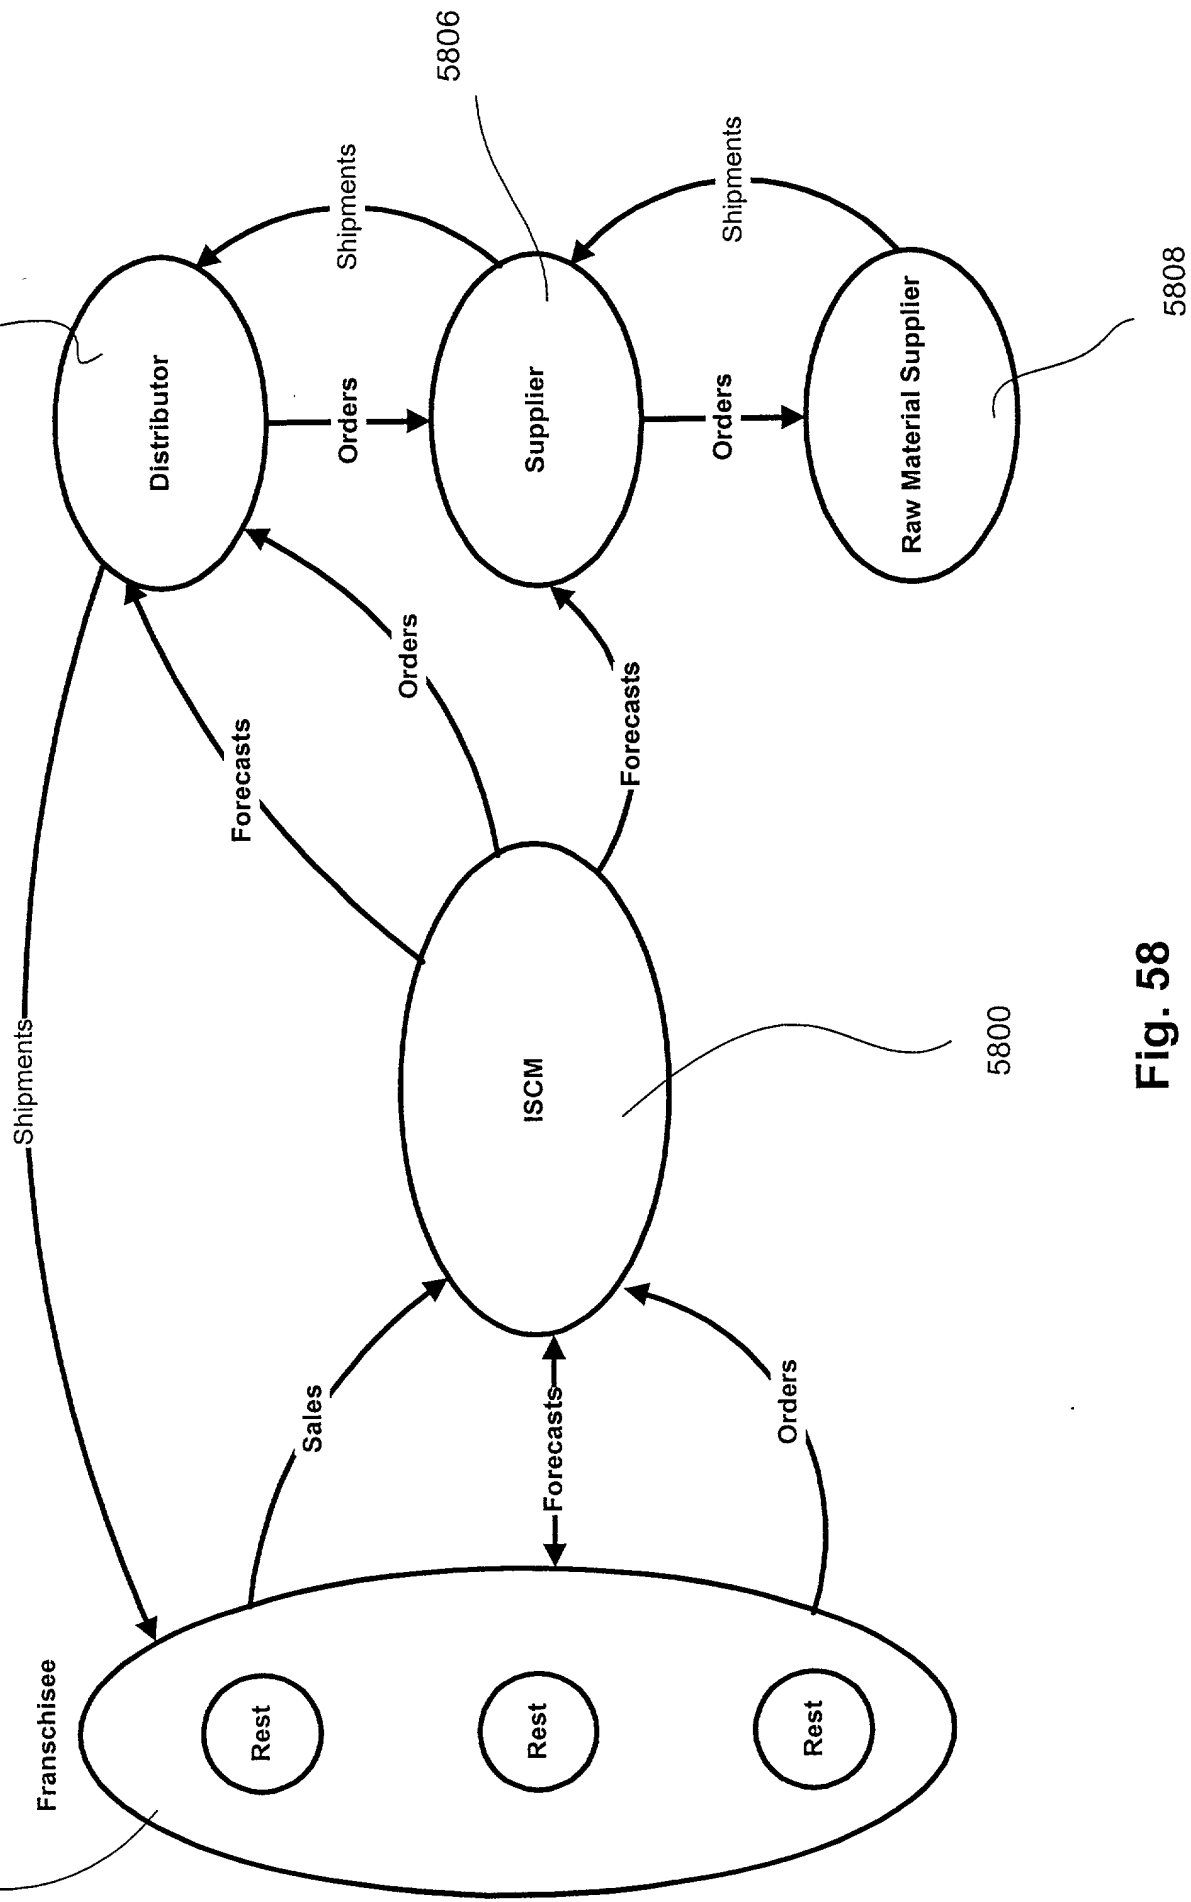 Franschisee
Shipments
Distributor
Forecasts
Orders
Orders
Shipments
5806
Sales
Rest
Rest
Rest
Forecasts
ISCM
Orders
5800
Forecasts
Supplier
Orders
Shipments
Raw Material Supplier
5808
Fig. 58